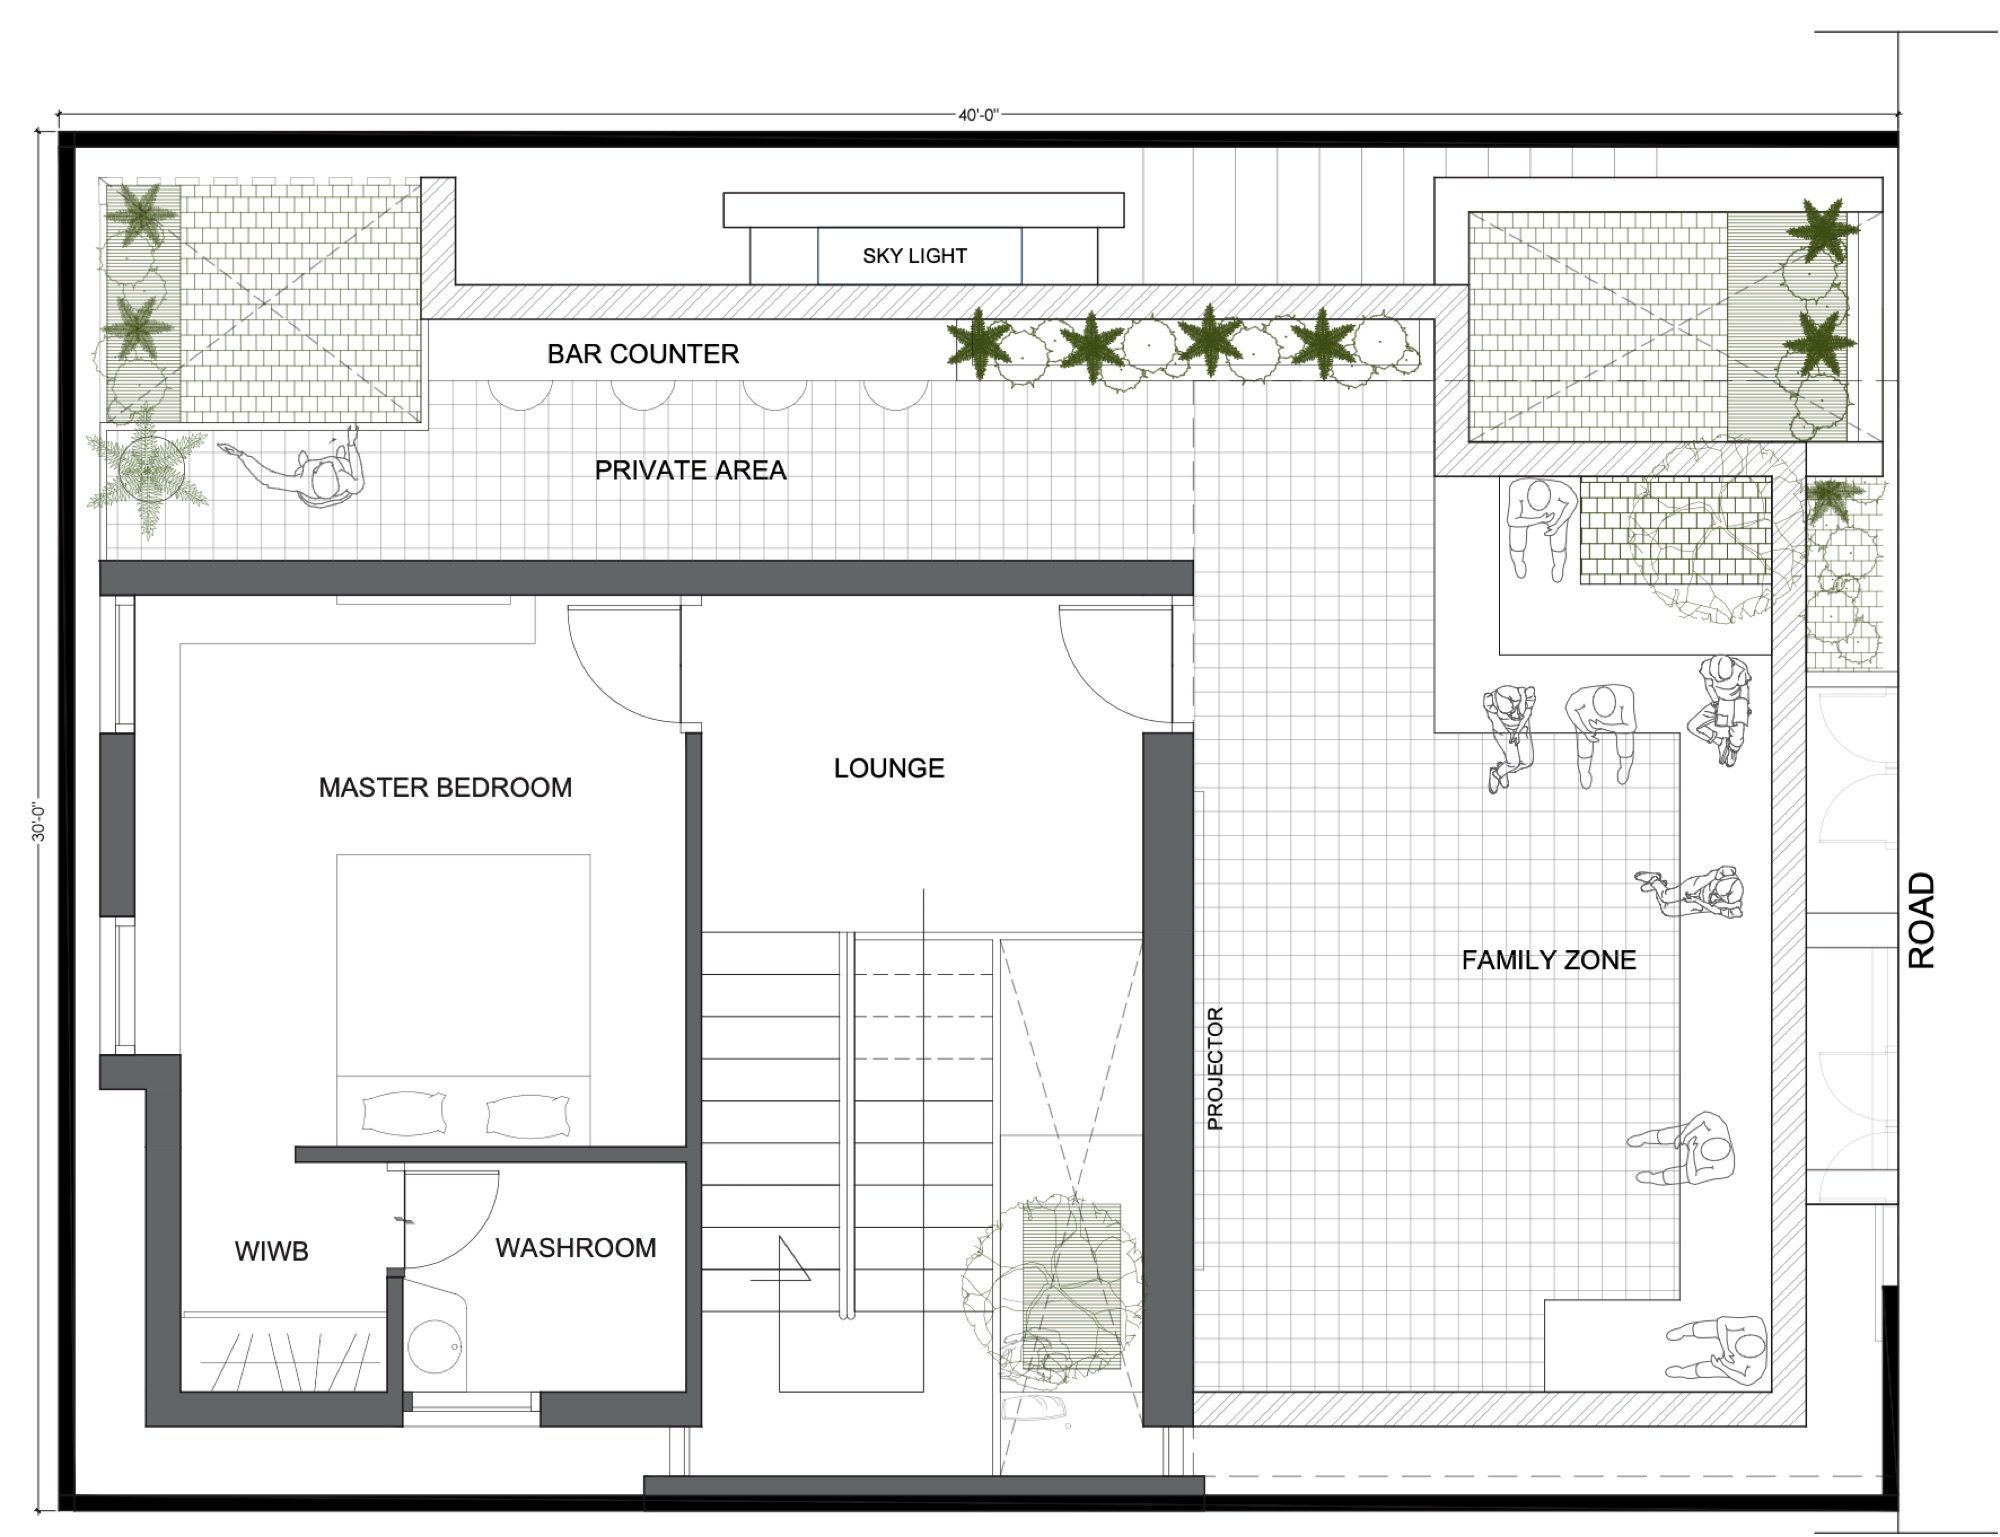 40'-0"
SKY LIGHT
BAR COUNTER
PRIVATE AREA
LOUNGE
MASTER BEDROOM
30'-0"
ROAD
FAMILY ZONE
PROJECTOR
WIWB
WASHROOM